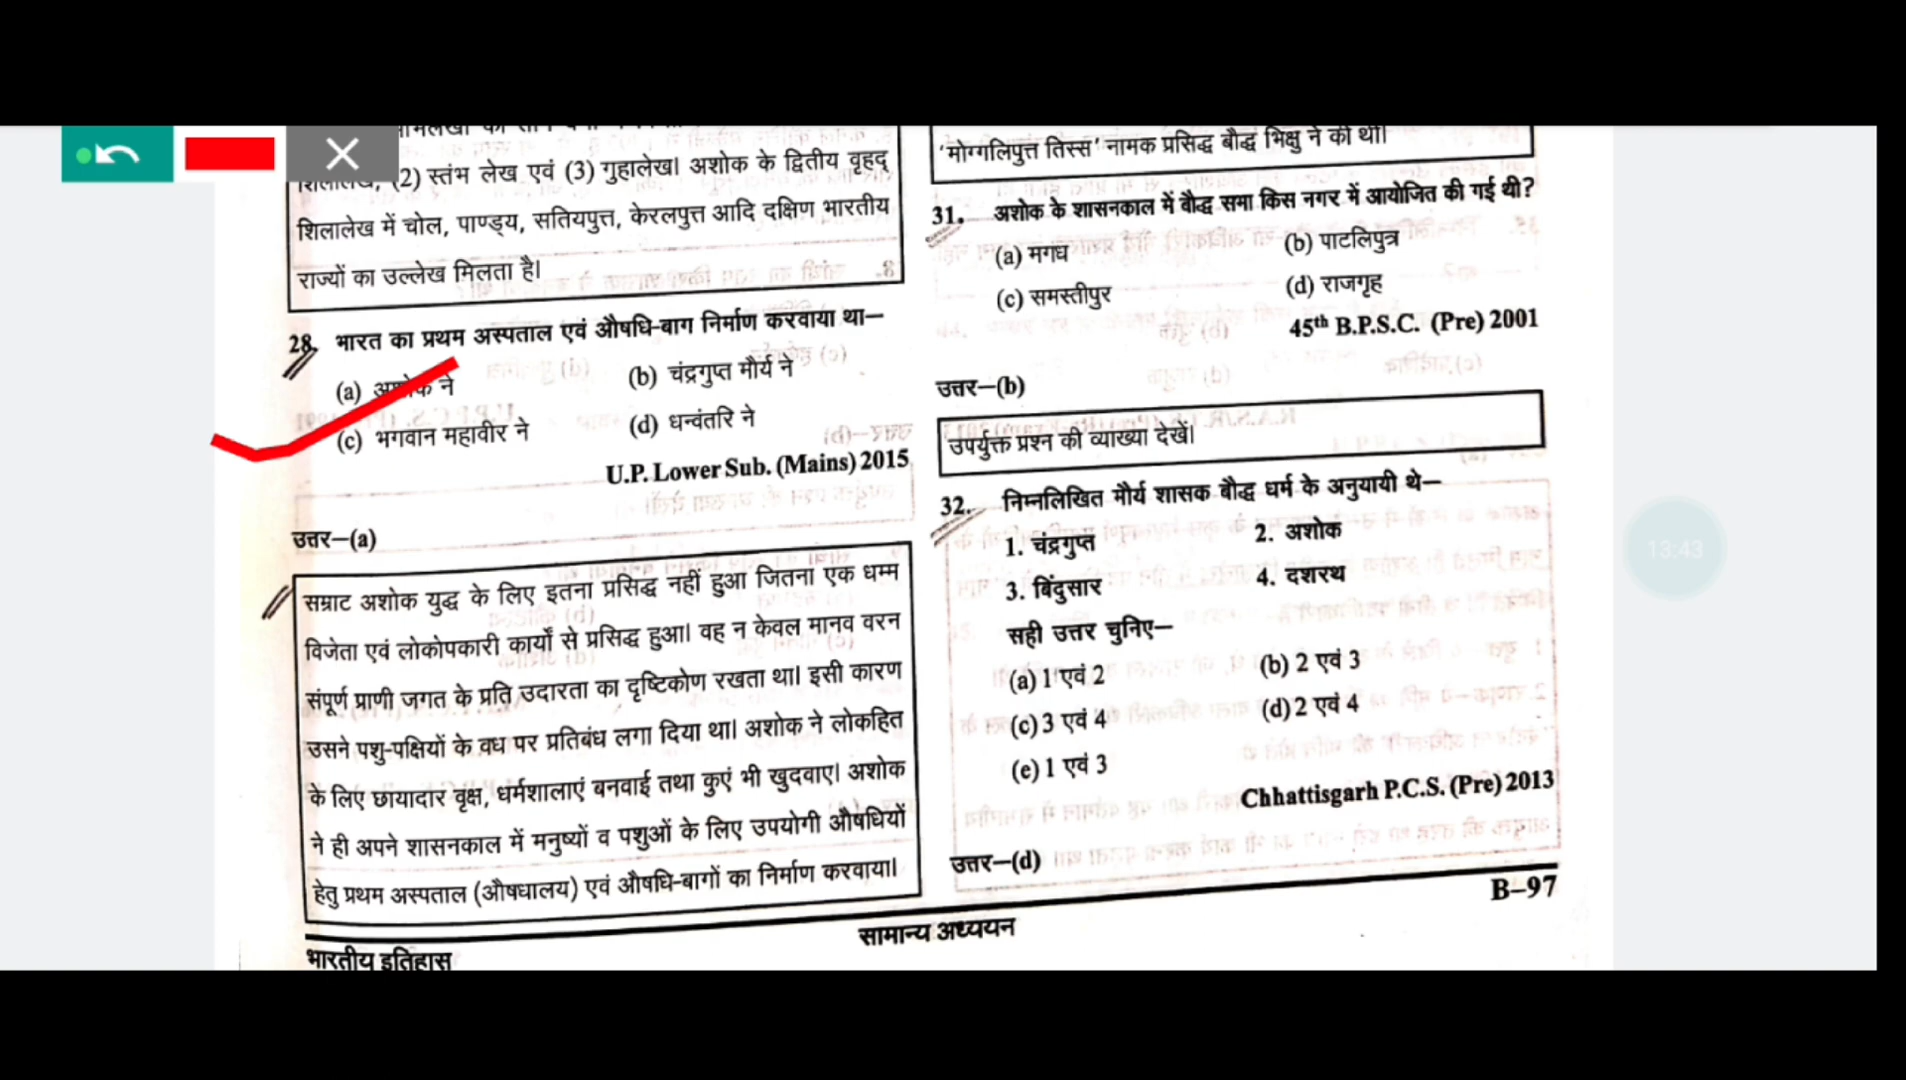 (2) स्तंभ लेख एवं (3) गुहालेख। अशोक के द्वितीय वृहद्
शिलालेख में चोल, पाण्ड्य, सतियपुत्त, केरलपुत्त आदि दक्षिण भारतीय
राज्यों का उल्लेख मिलता है।
28. भारत का प्रथम अस्पताल एवं औषधि-बाग निर्माण करवाया था—
(a) अशोक ने (b) चंद्रगुप्त मौर्य ने
(c) भगवान महावीर ने (d) धन्वंतरि ने
U.P. Lower Sub. (Mains) 2015
उत्तर—(a)
सम्राट अशोक युद्ध के लिए इतना प्रसिद्ध नहीं हुआ जितना एक धम्म
विजेता एवं लोकोपकारी कार्यों से प्रसिद्ध हुआ। वह न केवल मानव वरन
संपूर्ण प्राणी जगत के प्रति उदारता का दृष्टिकोण रखता था। इसी कारण
उसने पशु-पक्षियों के वध पर प्रतिबंध लगा दिया था। अशोक ने लोकहित
के लिए छायादार वृक्ष, धर्मशालाएं बनवाई तथा कुएं भी खुदवाए। अशोक
ने ही अपने शासनकाल में मनुष्यों व पशुओं के लिए उपयोगी औषधियों
हेतु प्रथम अस्पताल (औषधालय) एवं औषधि-बागों का निर्माण करवाया।
भारतीय इतिहास
'मोग्गलिपुत्त तिस्स' नामक प्रसिद्ध बौद्ध भिक्षु ने की थी।
31. अशोक के शासनकाल में बौद्ध सभा किस नगर में आयोजित की गई थी?
(a) मगध (b) पाटलिपुत्र
(c) समस्तीपुर (d) राजगृह
45th B.P.S.C. (Pre) 2001
उत्तर—(b)
उपर्युक्त प्रश्न की व्याख्या देखें।
32. निम्नलिखित मौर्य शासक बौद्ध धर्म के अनुयायी थे—
1. चंद्रगुप्त 2. अशोक
3. बिंदुसार 4. दशरथ
सही उत्तर चुनिए—
(a) 1 एवं 2 (b) 2 एवं 3
(c) 3 एवं 4 (d) 2 एवं 4
(e) 1 एवं 3
Chhattisgarh P.C.S. (Pre) 2013
उत्तर—(d)
सामान्य अध्ययन
B–97
13:43